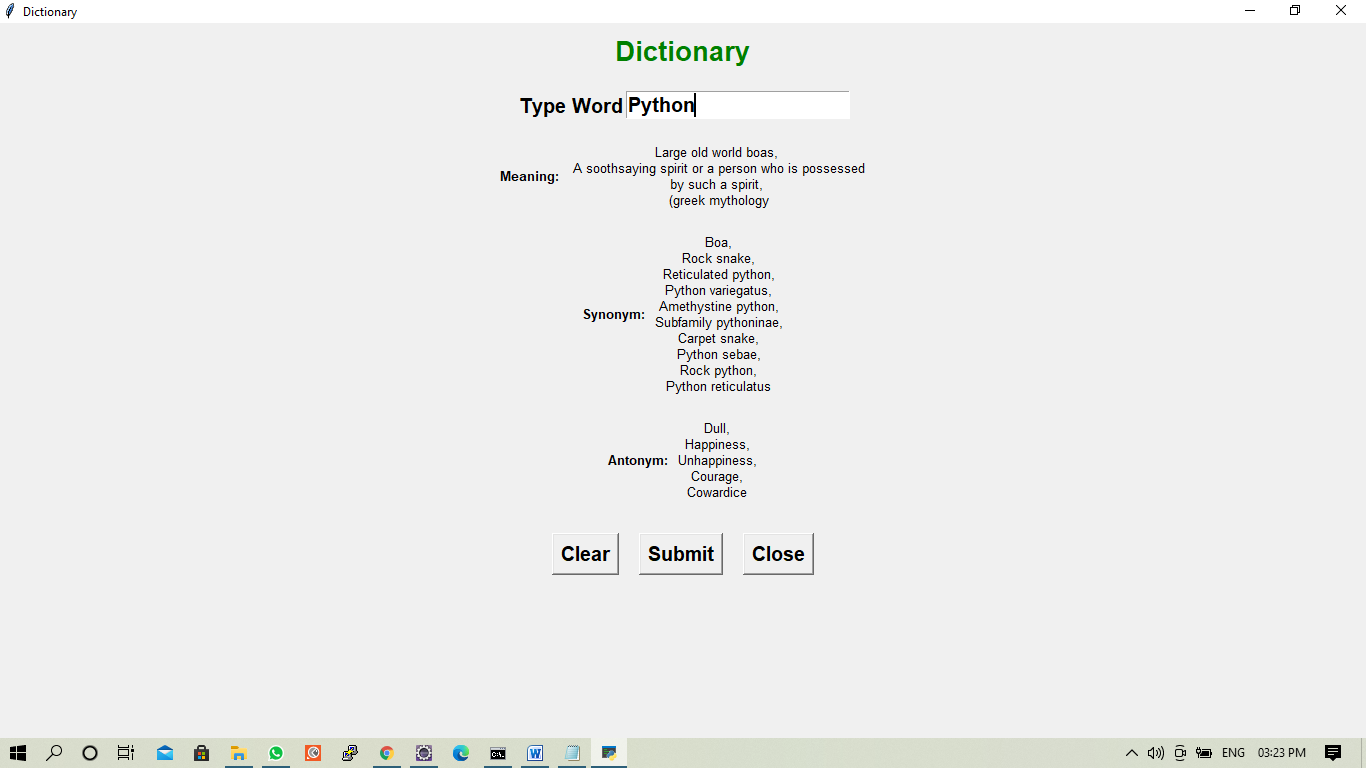 Dictionary
Dictionary
Type Word Python
Large old world boas,
A soothsaying spirit or a person who is possessed
Meaning:
by such a spirit,
(greek mythology
Boa,
Rock snake,
Reticulated python,
Python variegatus,
Amethystine python,
Synonym:
Subfamily pythoninae,
Carpet snake,
Python sebae,
Rock python,
Python reticulatus
Dull,
Happiness,
Antonym: Unhappiness,
Courage,
Cowardice
Clear Submit Close
ENG 03:23 PM